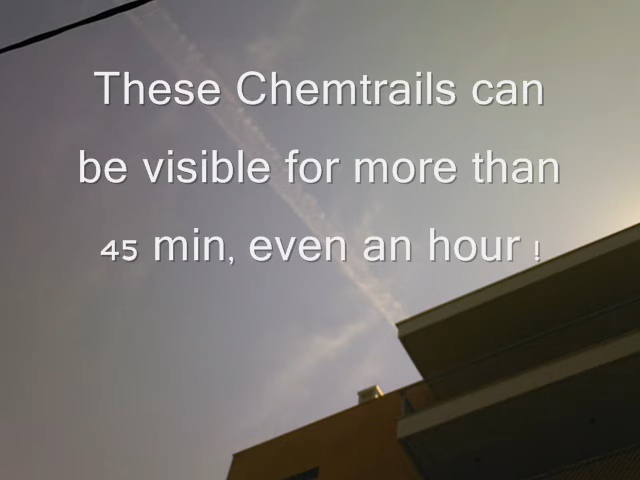 These Chemtrails can
be visible for more than
45 min, even an hour !